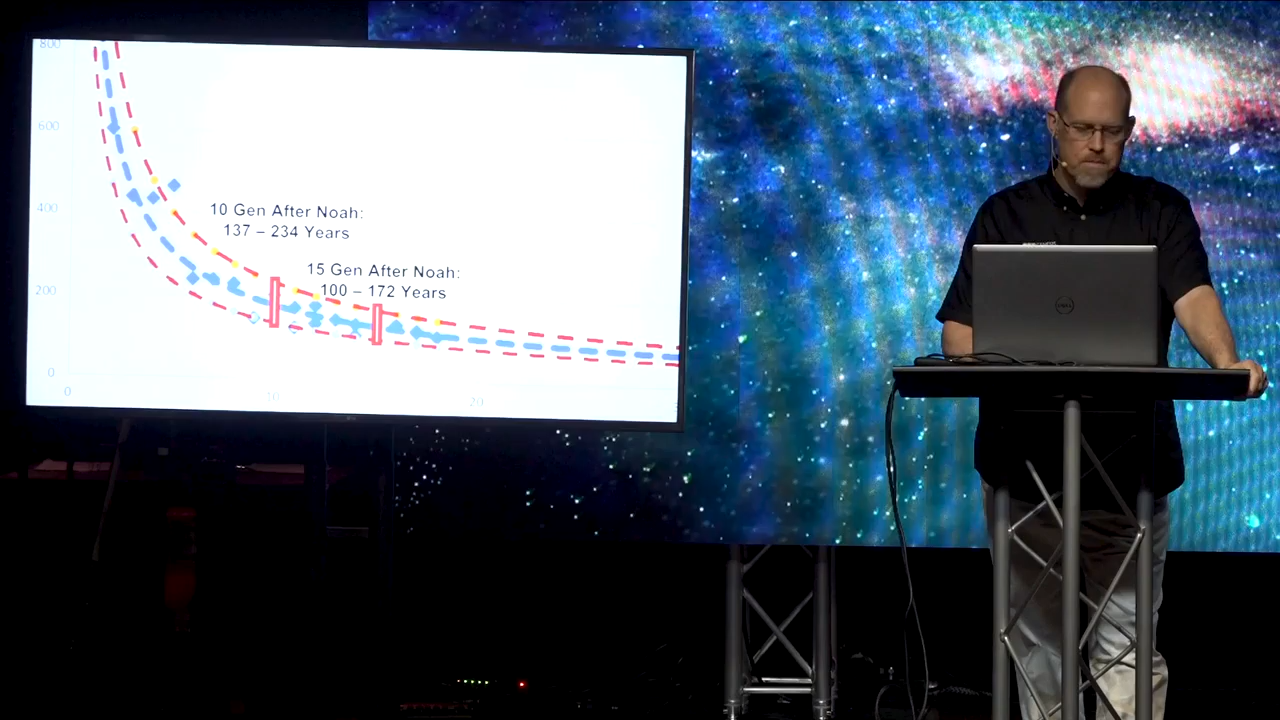 800
600
400
200
0
0
10
20
10 Gen After Noah:
137 – 234 Years
15 Gen After Noah:
100 – 172 Years
DELL